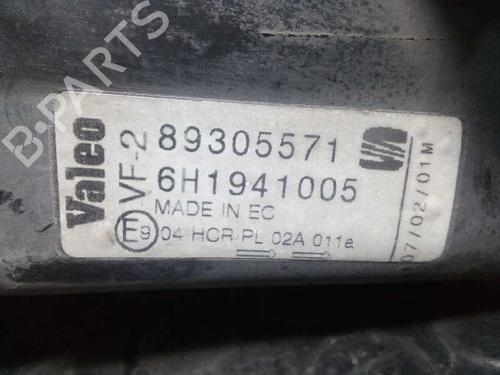 Valeo
VF-2
89305571
6H1941005
MADE IN EC
E9 04 HCR PL 02A 011a
07/02/01M
B-PARTS